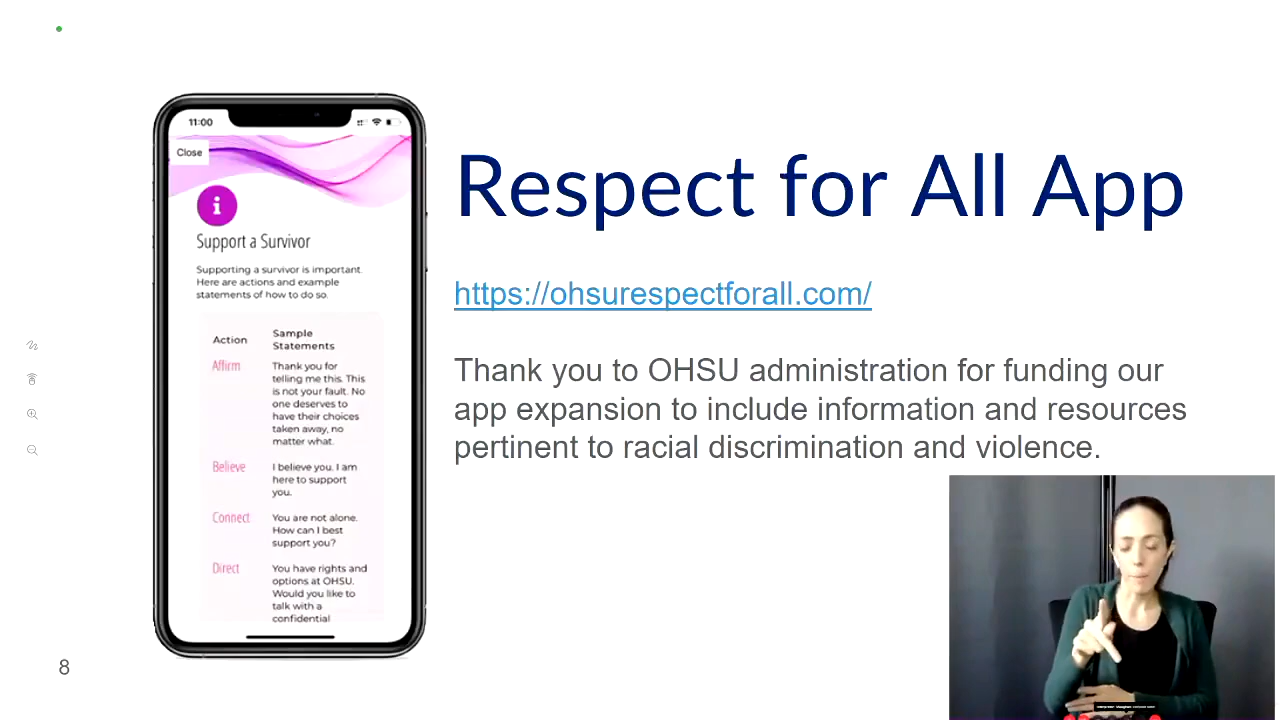 11:00
Close
i
Support a Survivor
Supporting a survivor is important.
Here are actions and example
statements of how to do so.
Action
Sample
Statements
Affirm
Thank you for
telling me this. This
is not your fault. No
one deserves to
have their choices
taken away, no
matter what.
Believe
I believe you. I am
here to support
you.
Connect
You are not alone.
How can I best
support you?
Direct
You have rights and
options at OHSU.
Would you like to
talk with a
confidential
Respect for All App
https://ohsurespectforall.com/
Thank you to OHSU administration for funding our
app expansion to include information and resources
pertinent to racial discrimination and violence.
8